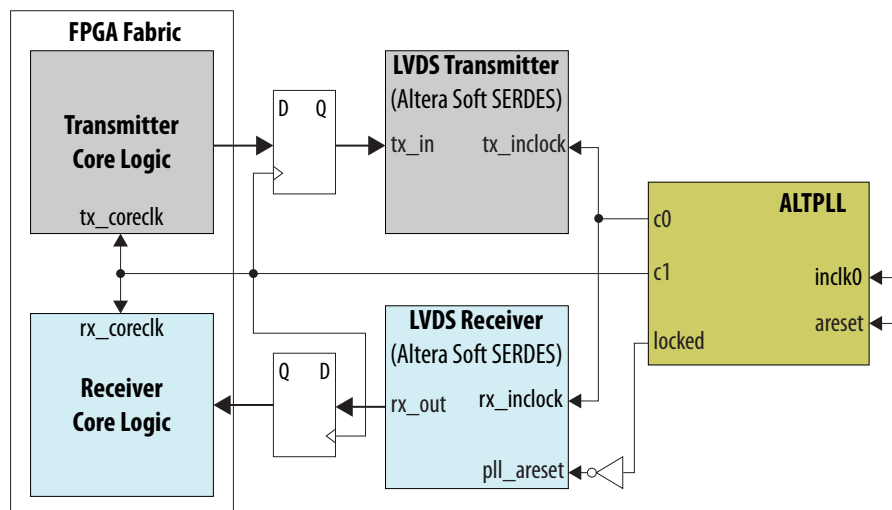 FPGA Fabric
Transmitter
Core Logic
tx_coreclk
D Q
LVDS Transmitter
(Altera Soft SERDES)
tx_in tx_inclock
ALTPLL
c0
c1
locked
inclk0
areset
rx_coreclk
Receiver
Core Logic
Q D
LVDS Receiver
(Altera Soft SERDES)
rx_out rx_inclock
pll_areset